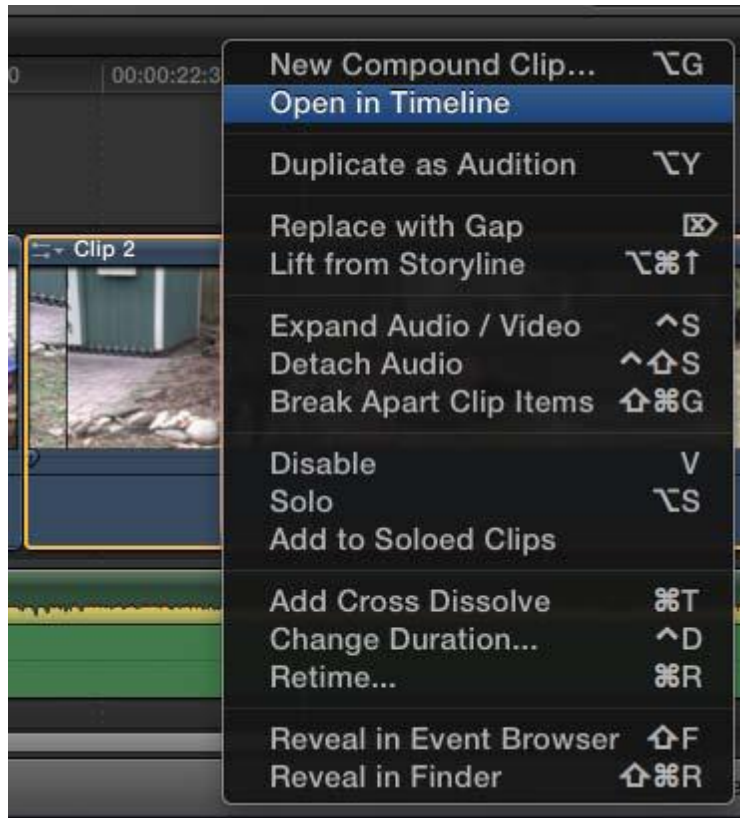 0
00:00:22:3
New Compound Clip... ⌥G
Open in Timeline
Duplicate as Audition ⌥Y
Replace with Gap ⌦
Lift from Storyline ⌥⌘↑
Clip 2
Expand Audio / Video ^S
Detach Audio ^⇧S
Break Apart Clip Items ⇧⌘G
Disable V
Solo ⌥S
Add to Soloed Clips
Add Cross Dissolve ⌘T
Change Duration... ^D
Retime... ⌘R
Reveal in Event Browser ⇧F
Reveal in Finder ⇧⌘R